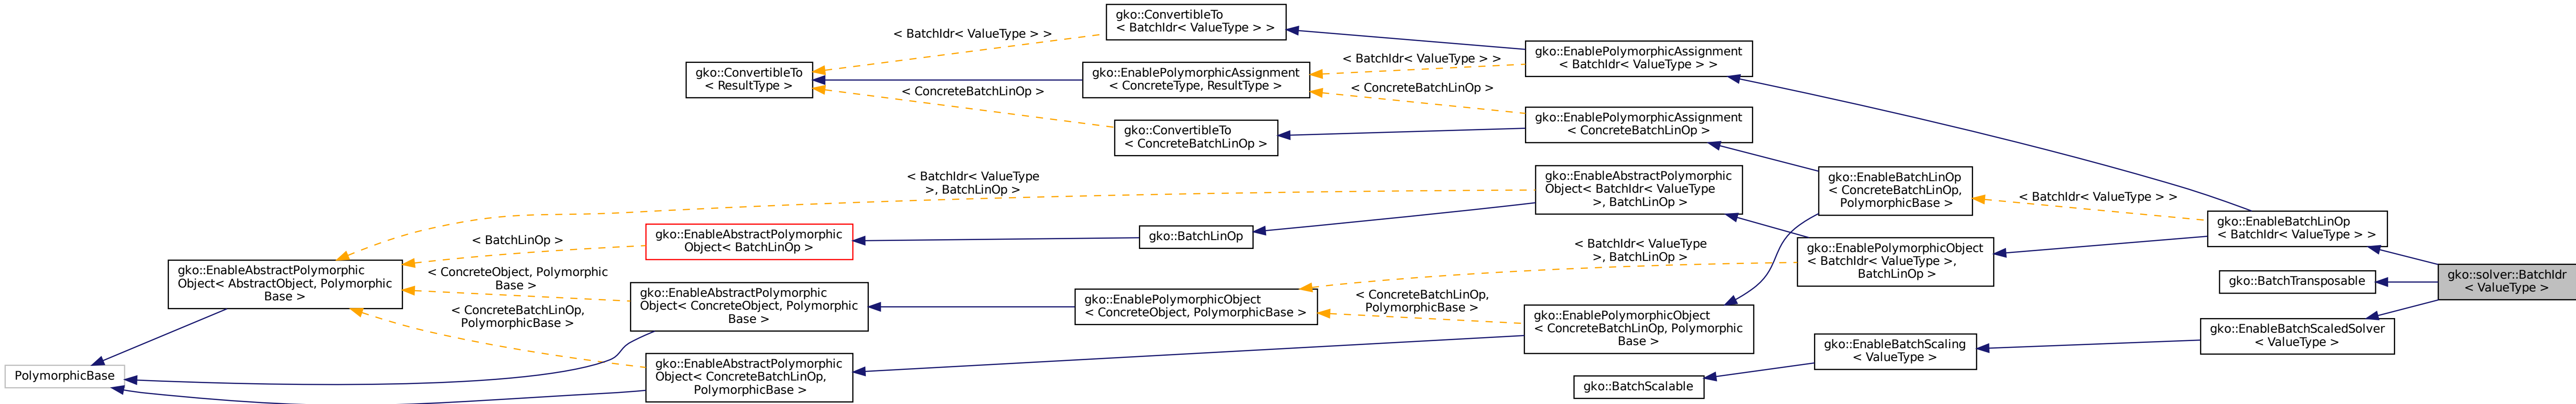 gko::ConvertibleTo
< BatchIdr< ValueType > >
< BatchIdr< ValueType > >
gko::EnablePolymorphicAssignment
< BatchIdr< ValueType > >
< BatchIdr< ValueType > >
gko::ConvertibleTo
< ResultType >
gko::EnablePolymorphicAssignment
< ConcreteType, ResultType >
< ConcreteBatchLinOp >
< ConcreteBatchLinOp >
gko::EnablePolymorphicAssignment
< ConcreteBatchLinOp >
gko::ConvertibleTo
< ConcreteBatchLinOp >
< BatchIdr< ValueType
>, BatchLinOp >
gko::EnableAbstractPolymorphic
Object< BatchIdr< ValueType
>, BatchLinOp >
gko::EnableBatchLinOp
< ConcreteBatchLinOp,
PolymorphicBase >
< BatchIdr< ValueType > >
gko::EnableBatchLinOp
< BatchIdr< ValueType > >
gko::EnableAbstractPolymorphic
Object< BatchLinOp >
< BatchLinOp >
gko::BatchLinOp
< BatchIdr< ValueType
>, BatchLinOp >
gko::EnablePolymorphicObject
< BatchIdr< ValueType >,
BatchLinOp >
gko::EnableAbstractPolymorphic
Object< AbstractObject, Polymorphic
Base >
< ConcreteObject, Polymorphic
Base >
gko::BatchTransposable
gko::solver::BatchIdr
< ValueType >
gko::EnableAbstractPolymorphic
Object< ConcreteObject, Polymorphic
Base >
gko::EnablePolymorphicObject
< ConcreteObject, PolymorphicBase >
< ConcreteBatchLinOp,
PolymorphicBase >
< ConcreteBatchLinOp,
PolymorphicBase >
gko::EnablePolymorphicObject
< ConcreteBatchLinOp, Polymorphic
Base >
gko::EnableBatchScaledSolver
< ValueType >
gko::EnableBatchScaling
< ValueType >
PolymorphicBase
gko::EnableAbstractPolymorphic
Object< ConcreteBatchLinOp,
PolymorphicBase >
gko::BatchScalable